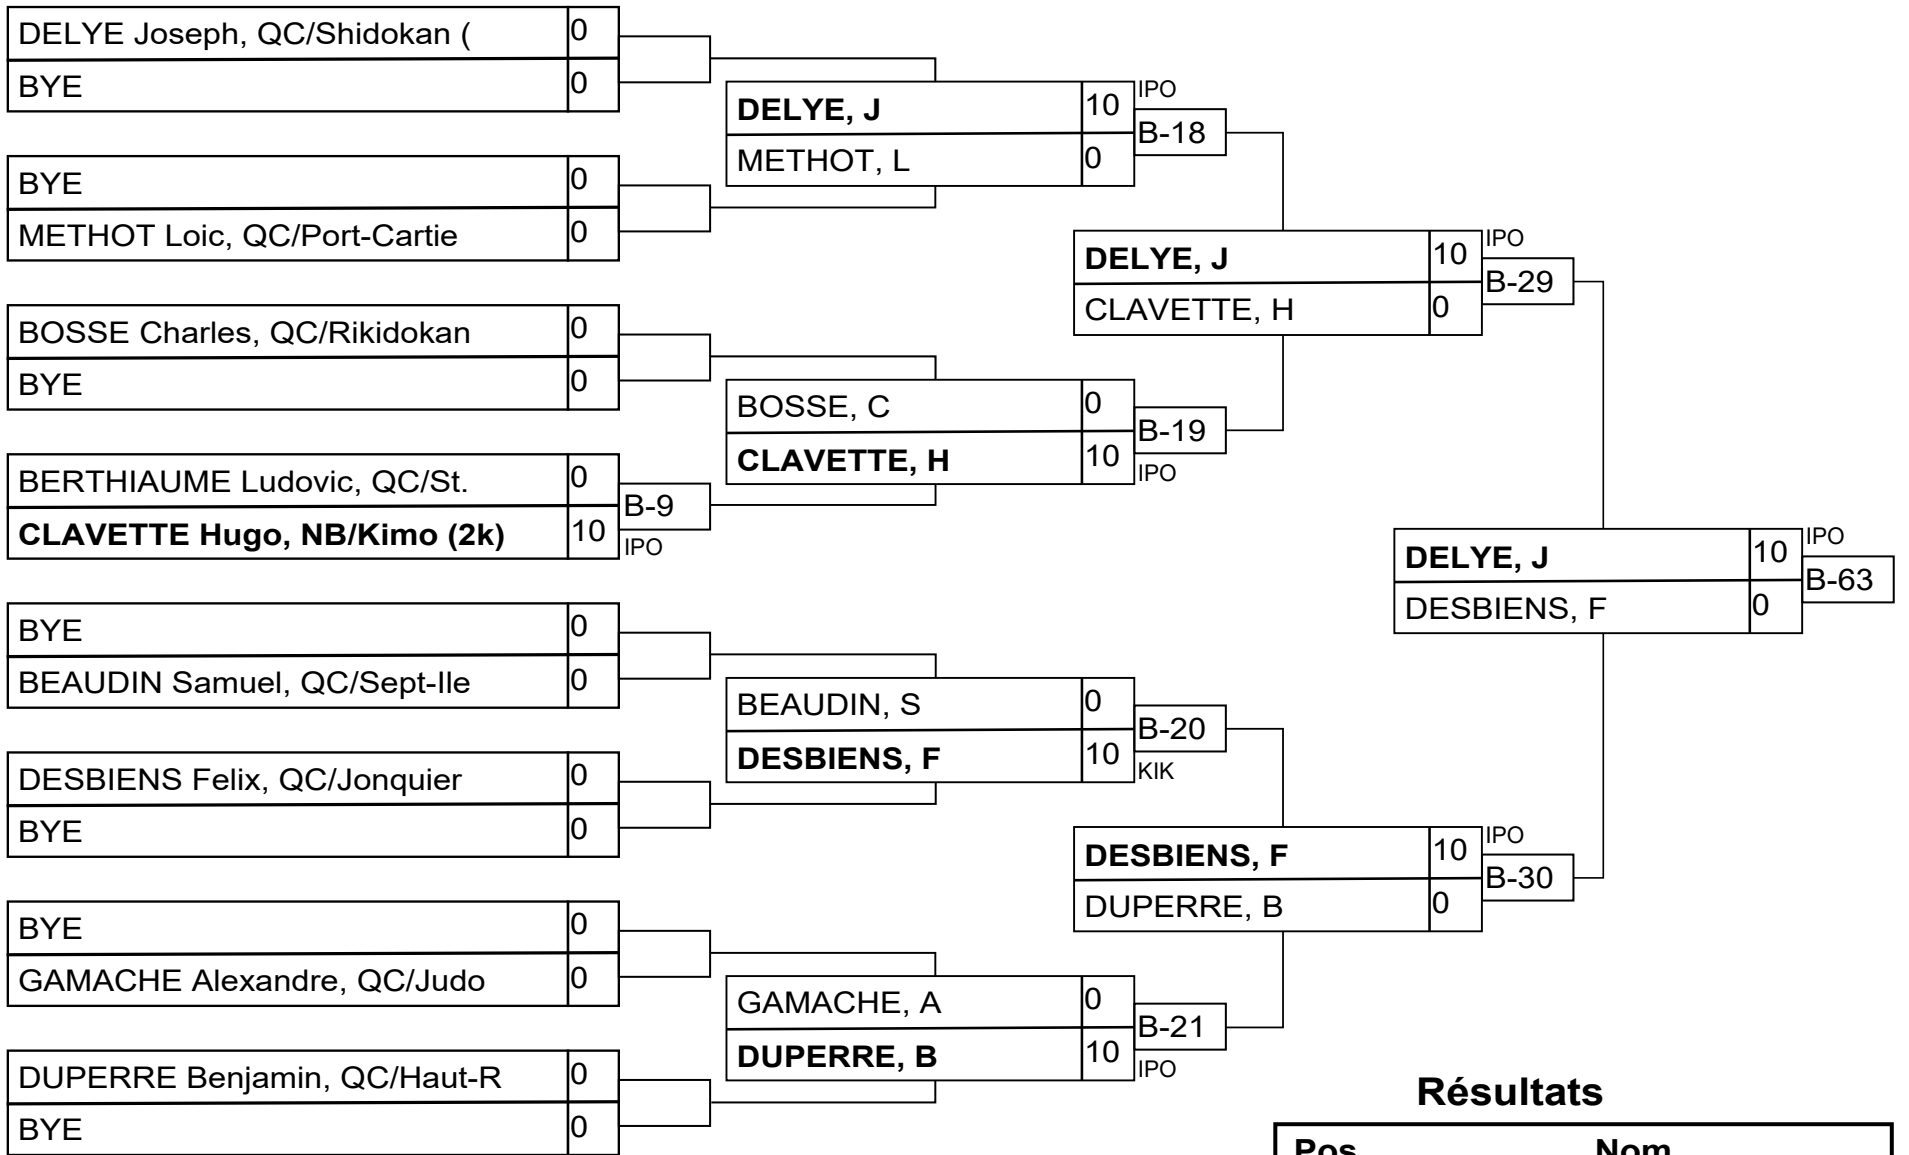 DELYE Joseph, QC/Shidokan ( 0
BYE 0
BYE 0
METHOT Loic, QC/Port-Cartie 0
BOSSE Charles, QC/Rikidokan 0
BYE 0
BERTHIAUME Ludovic, QC/St. 0
CLAVETTE Hugo, NB/Kimo (2k) 10
B-9
IPO
BYE 0
BEAUDIN Samuel, QC/Sept-Ile 0
DESBIENS Felix, QC/Jonquier 0
BYE 0
BYE 0
GAMACHE Alexandre, QC/Judo 0
DUPERRE Benjamin, QC/Haut-R 0
BYE 0
DELYE, J 10 IPO
B-18
METHOT, L 0
BOSSE, C 0
B-19
CLAVETTE, H 10 IPO
BEAUDIN, S 0
B-20
DESBIENS, F 10 KIK
GAMACHE, A 0
B-21
DUPERRE, B 10 IPO
DELYE, J 10 IPO
B-29
CLAVETTE, H 0
DESBIENS, F 10 IPO
B-30
DUPERRE, B 0
DELYE, J 10 IPO
B-63
DESBIENS, F 0
Résultats
Pos Nom